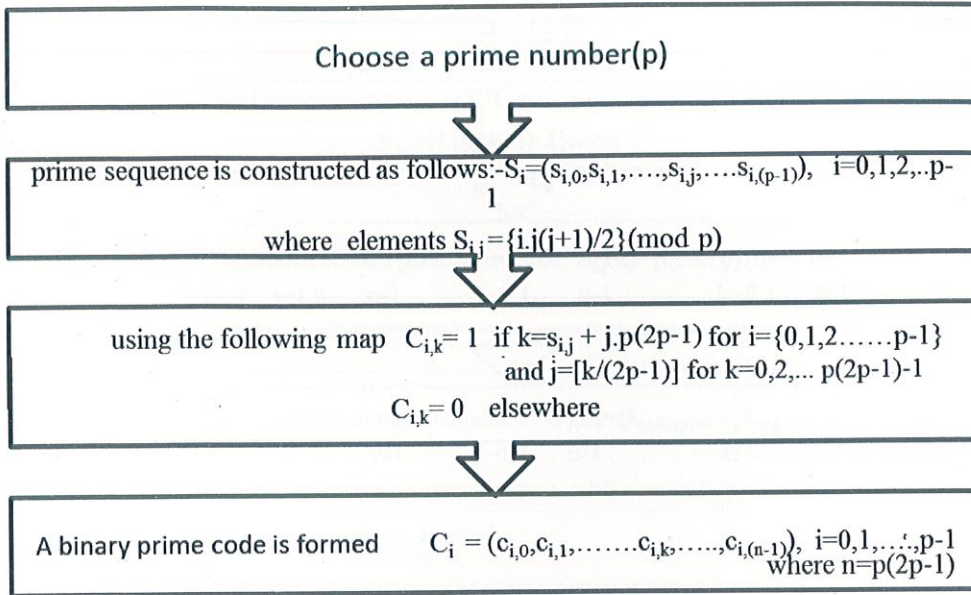 Choose a prime number(p)
prime sequence is constructed as follows:-Sᵢ=(sᵢ,₀,sᵢ,₁,....,sᵢ,ⱼ,....sᵢ,₍ₚ₋₁₎), i=0,1,2,..p-
1
where elements Sᵢ,ⱼ={i.j(j+1)/2}(mod p)
using the following map Cᵢ,ₖ= 1 if k=sᵢ,ⱼ + j.p(2p-1) for i={0,1,2......p-1}
and j=[k/(2p-1)] for k=0,2,... p(2p-1)-1
Cᵢ,ₖ= 0 elsewhere
A binary prime code is formed Cᵢ = (cᵢ,₀,cᵢ,₁,.......cᵢ,ₖ,.....,cᵢ,₍ₙ₋₁₎), i=0,1,....,p-1
where n=p(2p-1)